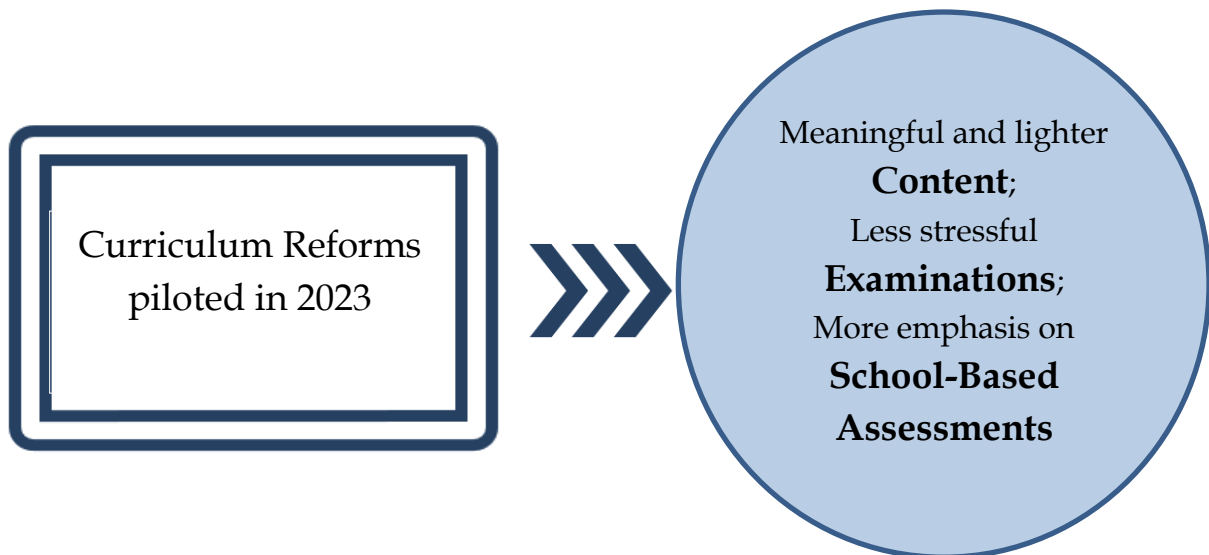 Curriculum Reforms
piloted in 2023
Meaningful and lighter
Content;
Less stressful
Examinations;
More emphasis on
School-Based
Assessments